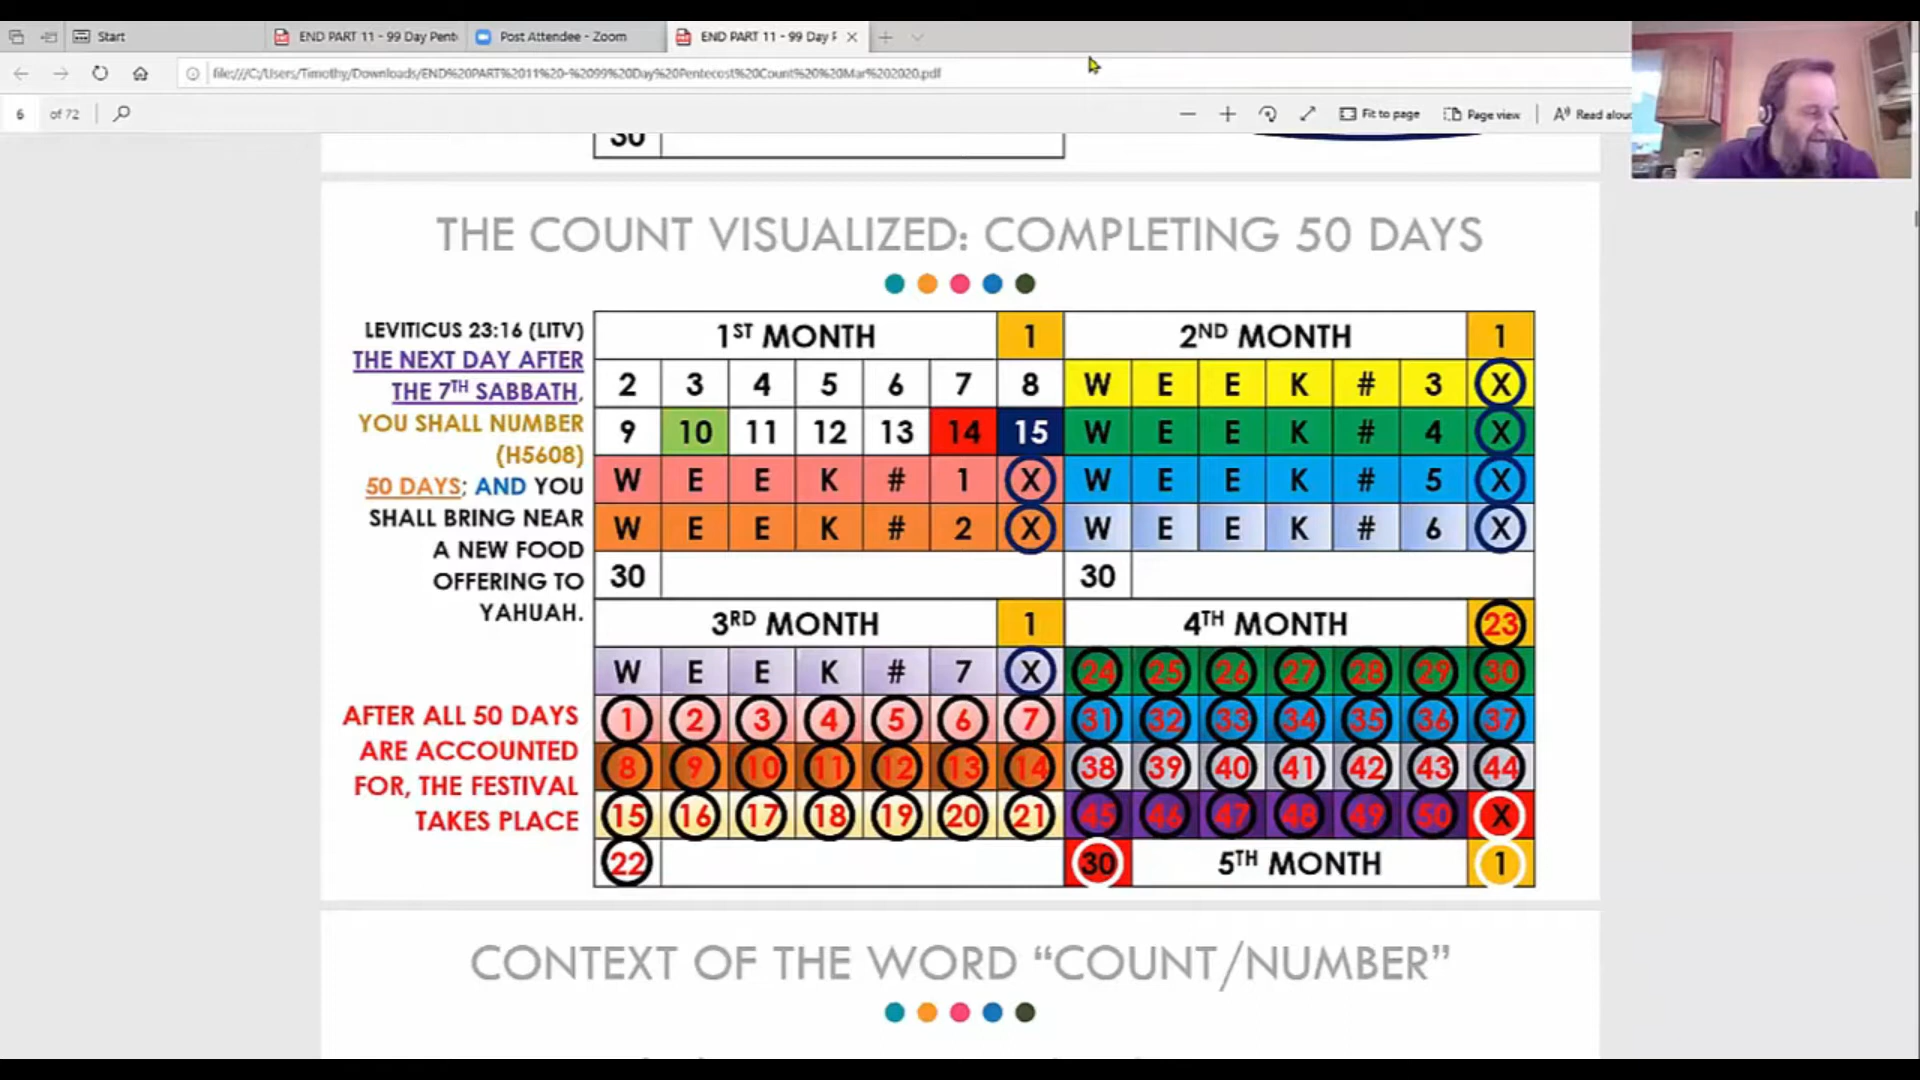 Start
END PART 11 - 99 Day Pent
Post Attendee - Zoom
END PART 11 - 99 Day P
file:///C:/Users/Timothy/Downloads/END%20PART%2011%20-%2099%20Day%20Pentecost%20Count%20%20Mar%202020.pdf
6 of 72
Fit to page
Page view
Read alou
30
THE COUNT VISUALIZED: COMPLETING 50 DAYS
LEVITICUS 23:16 (LITV)
THE NEXT DAY AFTER
THE 7TH SABBATH,
YOU SHALL NUMBER
(H5608)
50 DAYS; AND YOU
SHALL BRING NEAR
A NEW FOOD
OFFERING TO
YAHUAH.
AFTER ALL 50 DAYS
ARE ACCOUNTED
FOR, THE FESTIVAL
TAKES PLACE
1ST MONTH 1 2ND MONTH 1
2 3 4 5 6 7 8 W E E K # 3 X
9 10 11 12 13 14 15 W E E K # 4 X
W E E K # 1 X W E E K # 5 X
W E E K # 2 X W E E K # 6 X
30 30
3RD MONTH 1 4TH MONTH 23
W E E K # 7 X 24 25 26 27 28 29 30
1 2 3 4 5 6 7 31 32 33 34 35 36 37
8 9 10 11 12 13 14 38 39 40 41 42 43 44
15 16 17 18 19 20 21 45 46 47 48 49 50 X
22 30 5TH MONTH 1
CONTEXT OF THE WORD “COUNT/NUMBER”